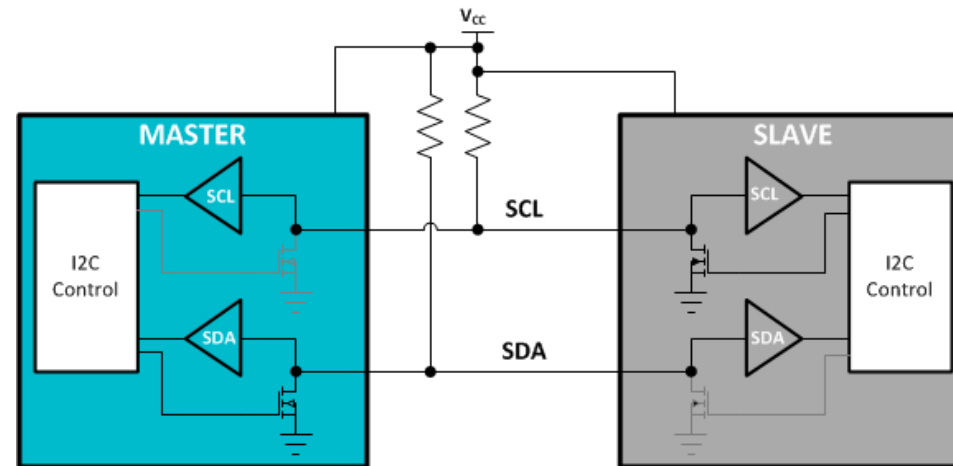 Vcc
MASTER
SLAVE
SCL
SCL
SCL
I2C
Control
I2C
Control
SDA
SDA
SDA